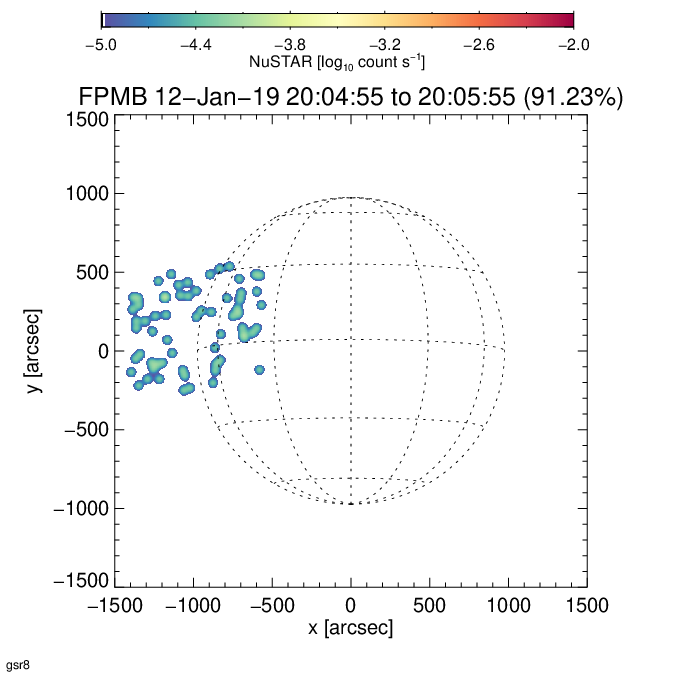 −5.0 −4.4 −3.8 −3.2 −2.6 −2.0
NuSTAR [log₁₀ count s⁻¹]
FPMB 12−Jan−19 20:04:55 to 20:05:55 (91.23%)
1500
1000
500
0
−500
−1000
−1500
y [arcsec]
−1500 −1000 −500 0 500 1000 1500
x [arcsec]
gsr8